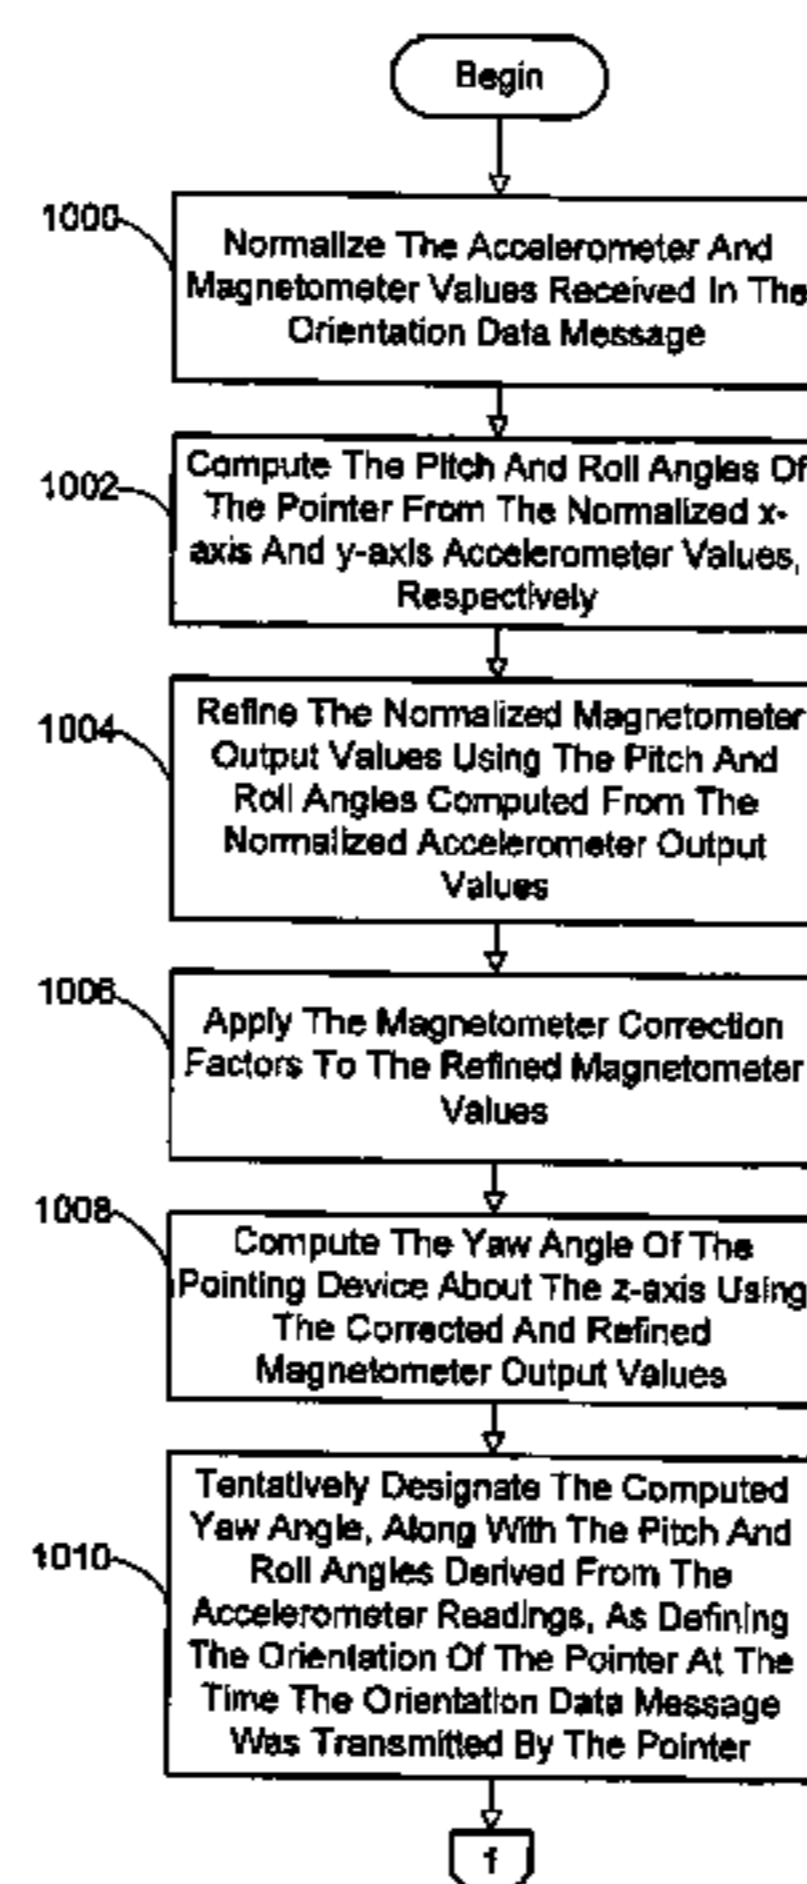 Begin
1000
Normalize The Accelerometer And
Magnetometer Values Received In The
Orientation Data Message
1002
Compute The Pitch And Roll Angles Of
The Pointer From The Normalized x-
axis And y-axis Accelerometer Values,
Respectively
1004
Refine The Normalized Magnetometer
Output Values Using The Pitch And
Roll Angles Computed From The
Normalized Accelerometer Output
Values
1006
Apply The Magnetometer Correction
Factors To The Refined Magnetometer
Values
1008
Compute The Yaw Angle Of The
Pointing Device About The z-axis Using
The Corrected And Refined
Magnetometer Output Values
1010
Tentatively Designate The Computed
Yaw Angle, Along With The Pitch And
Roll Angles Derived From The
Accelerometer Readings, As Defining
The Orientation Of The Pointer At The
Time The Orientation Data Message
Was Transmitted By The Pointer
f